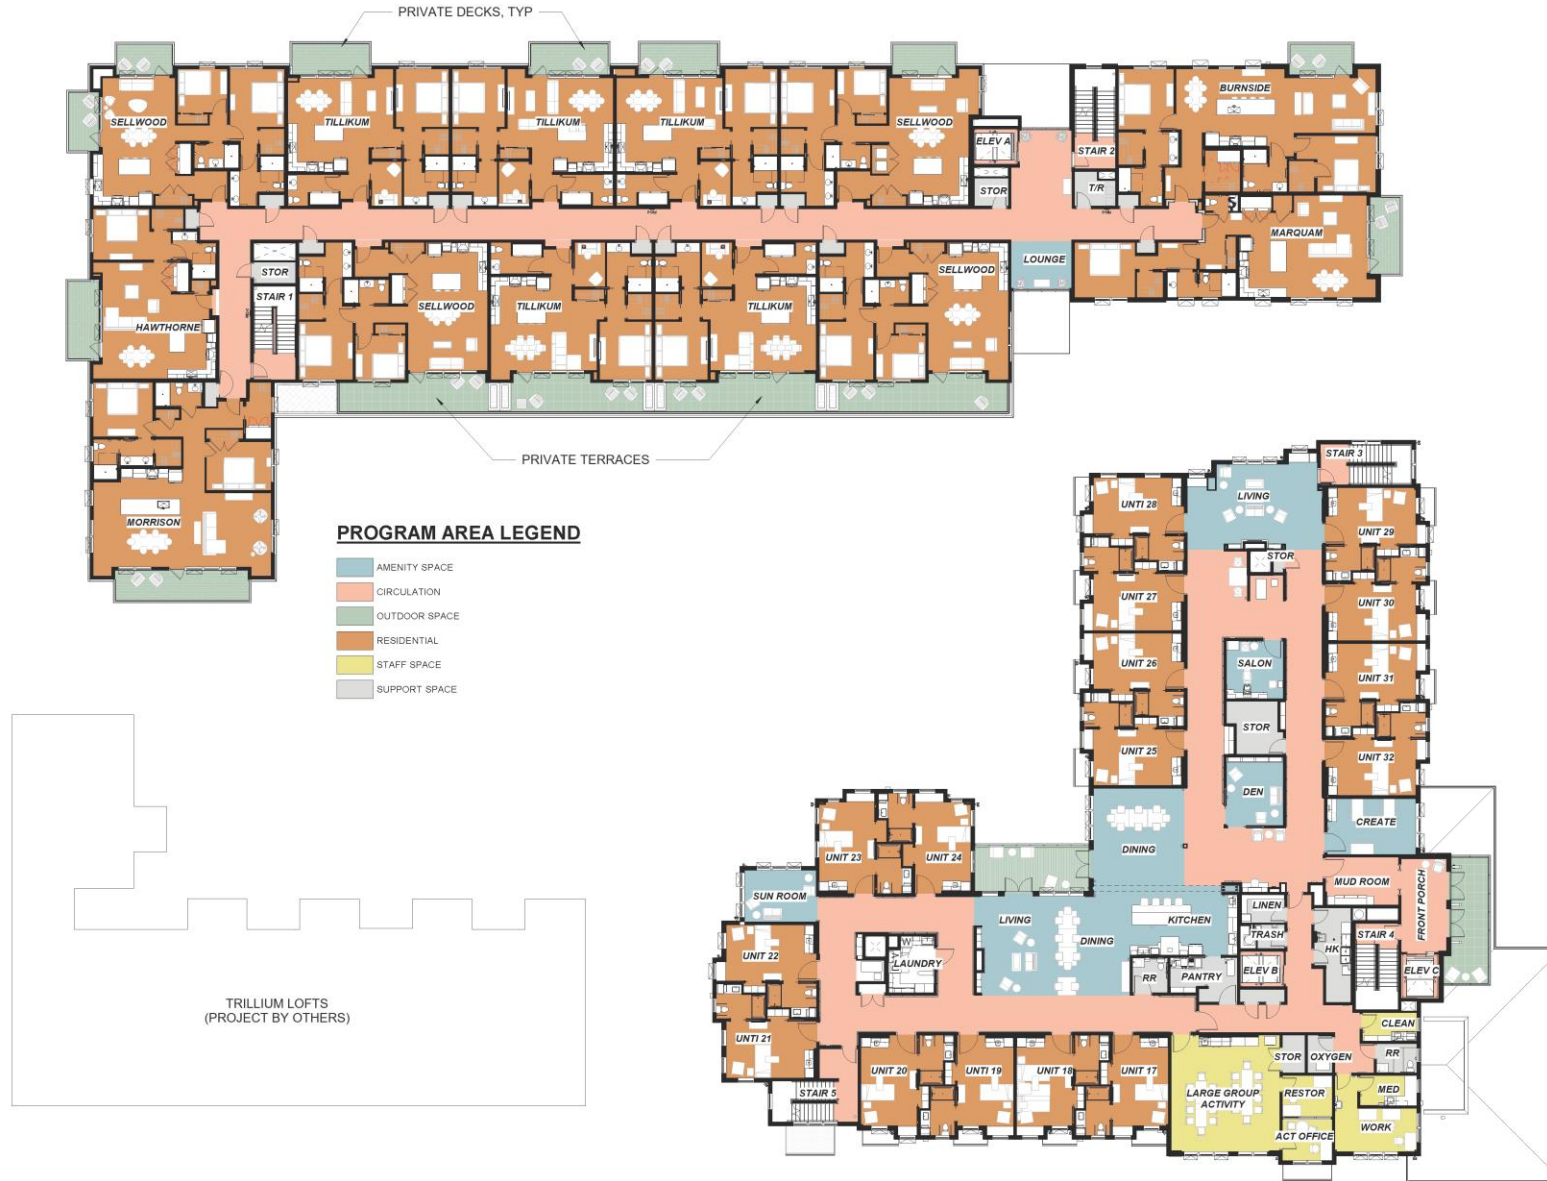 PRIVATE DECKS, TYP
SELLWOOD
TILLIKUM
TILLIKUM
TILLIKUM
SELLWOOD
ELEV A
STOR
STAIR 2
T/R
BURNSIDE
MARQUAM
LOUNGE
HAWTHORNE
STOR
STAIR 1
SELLWOOD
TILLIKUM
TILLIKUM
SELLWOOD
MORRISON
PRIVATE TERRACES
PROGRAM AREA LEGEND
AMENITY SPACE
CIRCULATION
OUTDOOR SPACE
RESIDENTIAL
STAFF SPACE
SUPPORT SPACE
TRILLIUM LOFTS
(PROJECT BY OTHERS)
STAIR 3
LIVING
UNTI 28
UNIT 29
STOR
UNIT 27
UNIT 30
UNIT 26
SALON
UNIT 31
STOR
UNIT 25
UNIT 32
DEN
CREATE
DINING
UNIT 23
UNIT 24
SUN ROOM
MUD ROOM
FRONT PORCH
LINEN
LIVING
KITCHEN
DINING
TRASH
STAIR 4
HK
UNIT 22
LAUNDRY
RR
PANTRY
ELEV B
ELEV C
UNTI 21
CLEAN
UNIT 20
UNTI 19
UNIT 18
UNIT 17
STOR
OXYGEN
RR
STAIR 5
LARGE GROUP
ACTIVITY
RESTOR
MED
ACT OFFICE
WORK